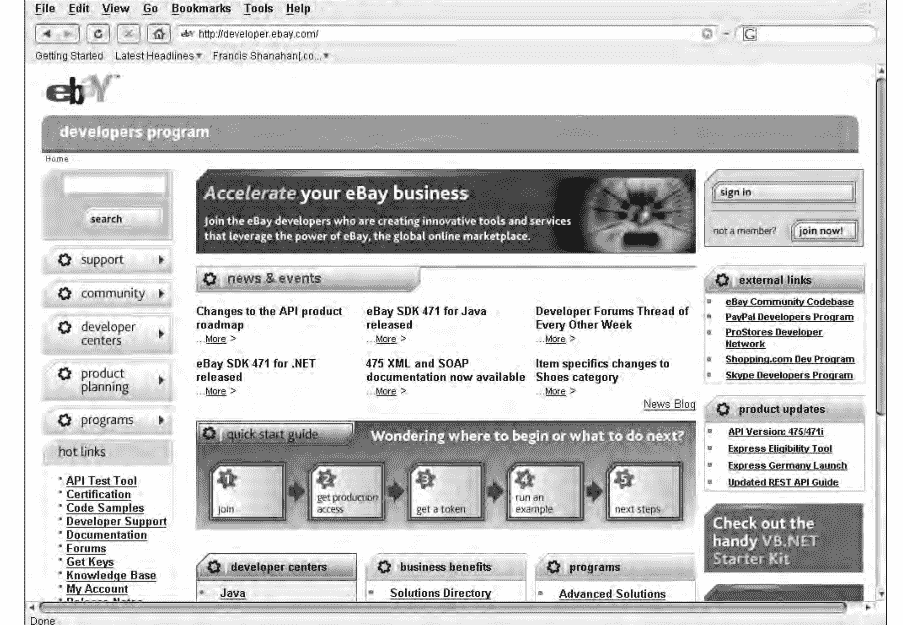 File Edit View Go Bookmarks Tools Help
http://developer.ebay.com/
G
Getting Started Latest Headlines Francis Shanahan[.co...
ebY
developers program
Home
search
support
community
developer
centers
product
planning
programs
hot links
API Test Tool
Certification
Code Samples
Developer Support
Documentation
Forums
Get Keys
Knowledge Base
My Account
Release Notes
Accelerate your eBay business
Join the eBay developers who are creating innovative tools and services
that leverage the power of eBay, the global online marketplace.
news & events
Changes to the API product
roadmap
...More >
eBay SDK 471 for Java
released
...More >
Developer Forums Thread of
Every Other Week
...More >
eBay SDK 471 for .NET
released
...More >
475 XML and SOAP
documentation now available
...More >
Item specifics changes to
Shoes category
...More >
News Blog
quick start guide
Wondering where to begin or what to do next?
1
join
2
get production
access
3
get a token
4
run an
example
5
next steps
developer centers
Java
business benefits
Solutions Directory
programs
Advanced Solutions
sign in
not a member? join now!
external links
eBay Community Codebase
PayPal Developers Program
ProStores Developer
Network
Shopping.com Dev Program
Skype Developers Program
product updates
API Version: 475/471i
Express Eligibility Tool
Express Germany Launch
Updated REST API Guide
Check out the
handy VB.NET
Starter Kit
Done